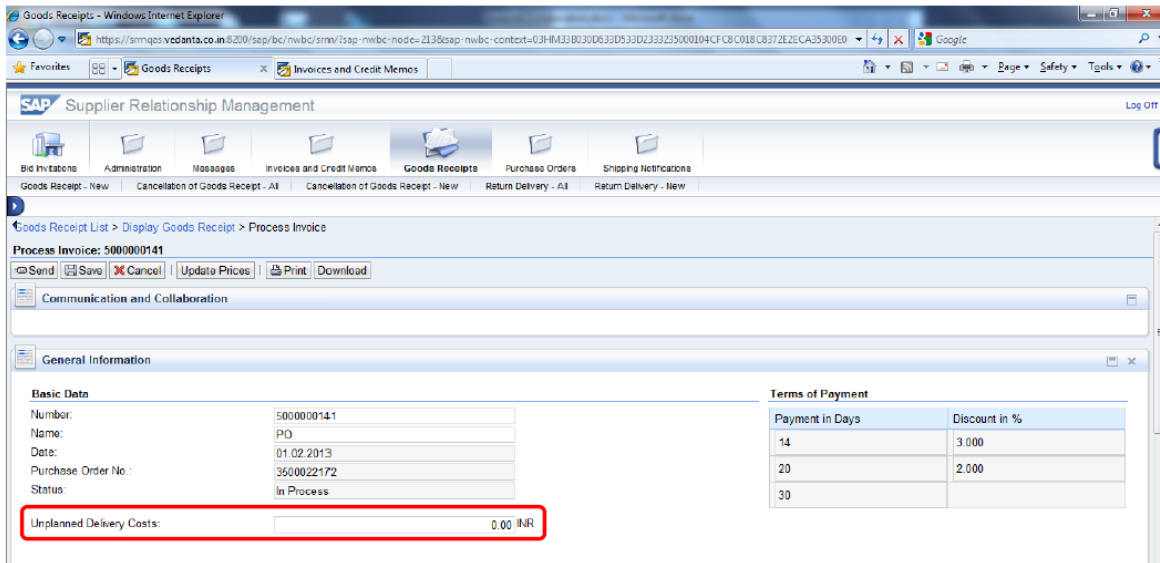 Goods Receipts - Windows Internet Explorer
https://srmqas.vedanta.co.in:8200/sap/bc/nwbc/srm/?sap-nwbc-node=213&sap-nwbc-context=03HM33B030D633D533D2333235000104CFC8C018C8372E2ECA35300E0 Google
Favorites Goods Receipts x Invoices and Credit Memos Page Safety Tools
SAP Supplier Relationship Management Log Off
Bid Invitations Administration Messages Invoices and Credit Memos Goods Receipts Purchase Orders Shipping Notifications
Goods Receipt - New Cancellation of Goods Receipt - All Cancellation of Goods Receipt - New Return Delivery - All Return Delivery - New
Goods Receipt List > Display Goods Receipt > Process Invoice
Process Invoice: 5000000141
Send Save Cancel Update Prices Print Download
Communication and Collaboration
General Information
Basic Data Terms of Payment
Number: 5000000141 Payment in Days Discount in %
Name: PO 14 3.000
Date: 01.02.2013
Purchase Order No.: 3500022172 20 2.000
Status: In Process 30
Unplanned Delivery Costs: 0.00 INR